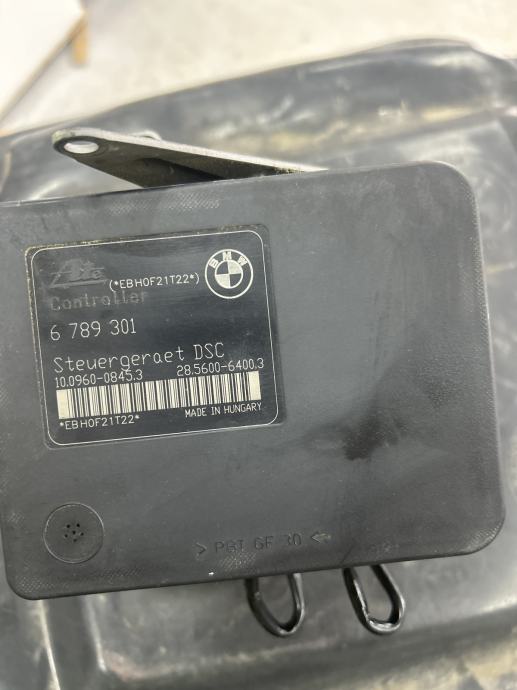 Ate
(*EBH0F21T22*)
BMW
Controller
6 789 301
Steuergeraet DSC
10.0960-0845.3 28.5600-6400.3
*EBH0F21T22* MADE IN HUNGARY
> PBT GF 30 <